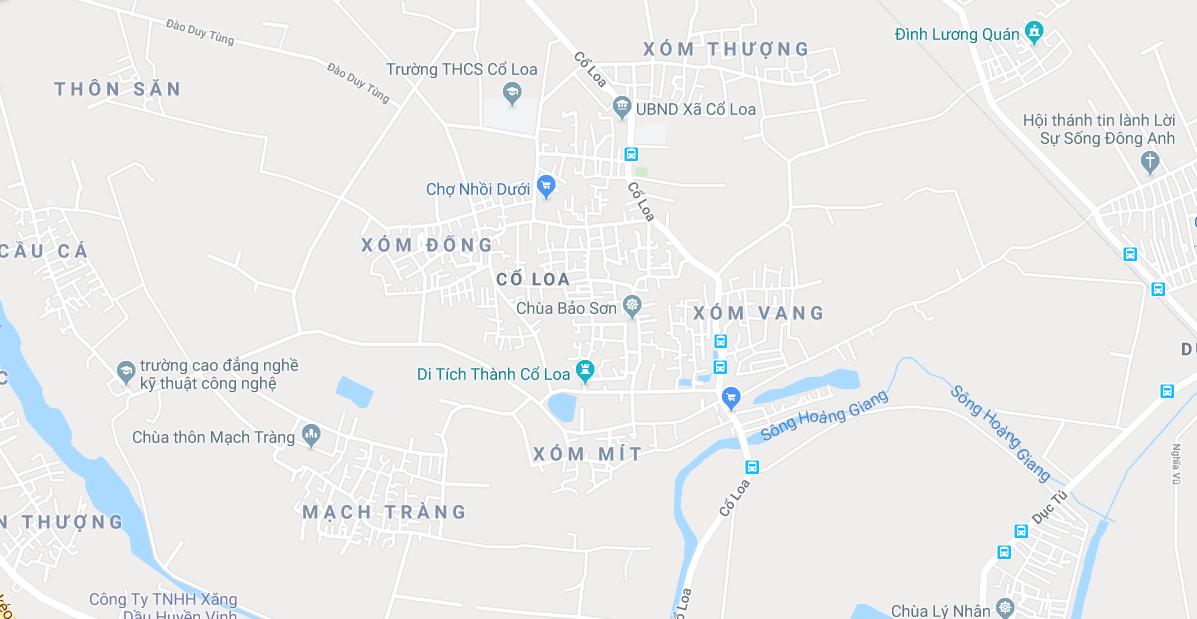 Đào Duy Tùng
Đình Lương Quán
XÓM THƯỢNG
Cổ Loa
Trường THCS Cổ Loa
Đào Duy Tùng
THÔN SĂN
UBND Xã Cổ Loa
Hội thánh tin lành Lời
Sự Sống Đông Anh
Chợ Nhồi Dưới
Cổ Loa
XÓM ĐỒNG
CẦU CẢ
CỔ LOA
Chùa Bảo Sơn
XÓM VANG
trường cao đẳng nghề
kỹ thuật công nghệ
Di Tích Thành Cổ Loa
Sông Hoàng Giang
Sông Hoàng Giang
Chùa thôn Mạch Tràng
XÓM MÍT
Nghĩa Vũ
Cổ Loa
MẠCH TRÀNG
Dục Tú
N THƯỢNG
Công Ty TNHH Xăng
Dầu Huyền Vinh
ổ Loa
Chùa Lý Nhân